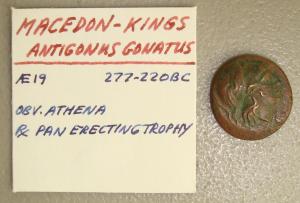 MACEDON-KINGS
ANTIGONUS GONATUS
Æ19 277-220BC
OBV. ATHENA
R PAN ERECTING TROPHY